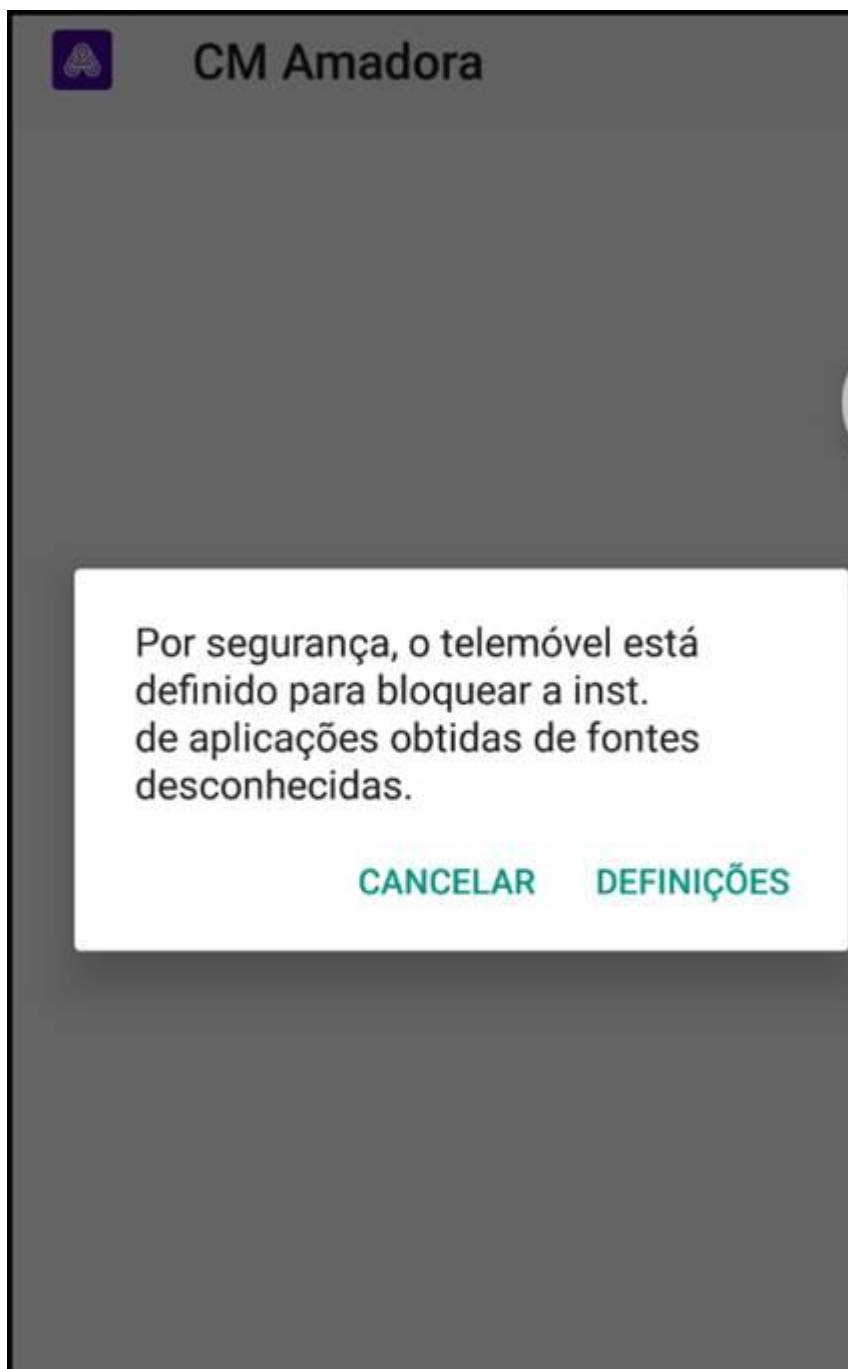 CM Amadora
Por segurança, o telemóvel está
definido para bloquear a inst.
de aplicações obtidas de fontes
desconhecidas.
CANCELAR DEFINIÇÕES